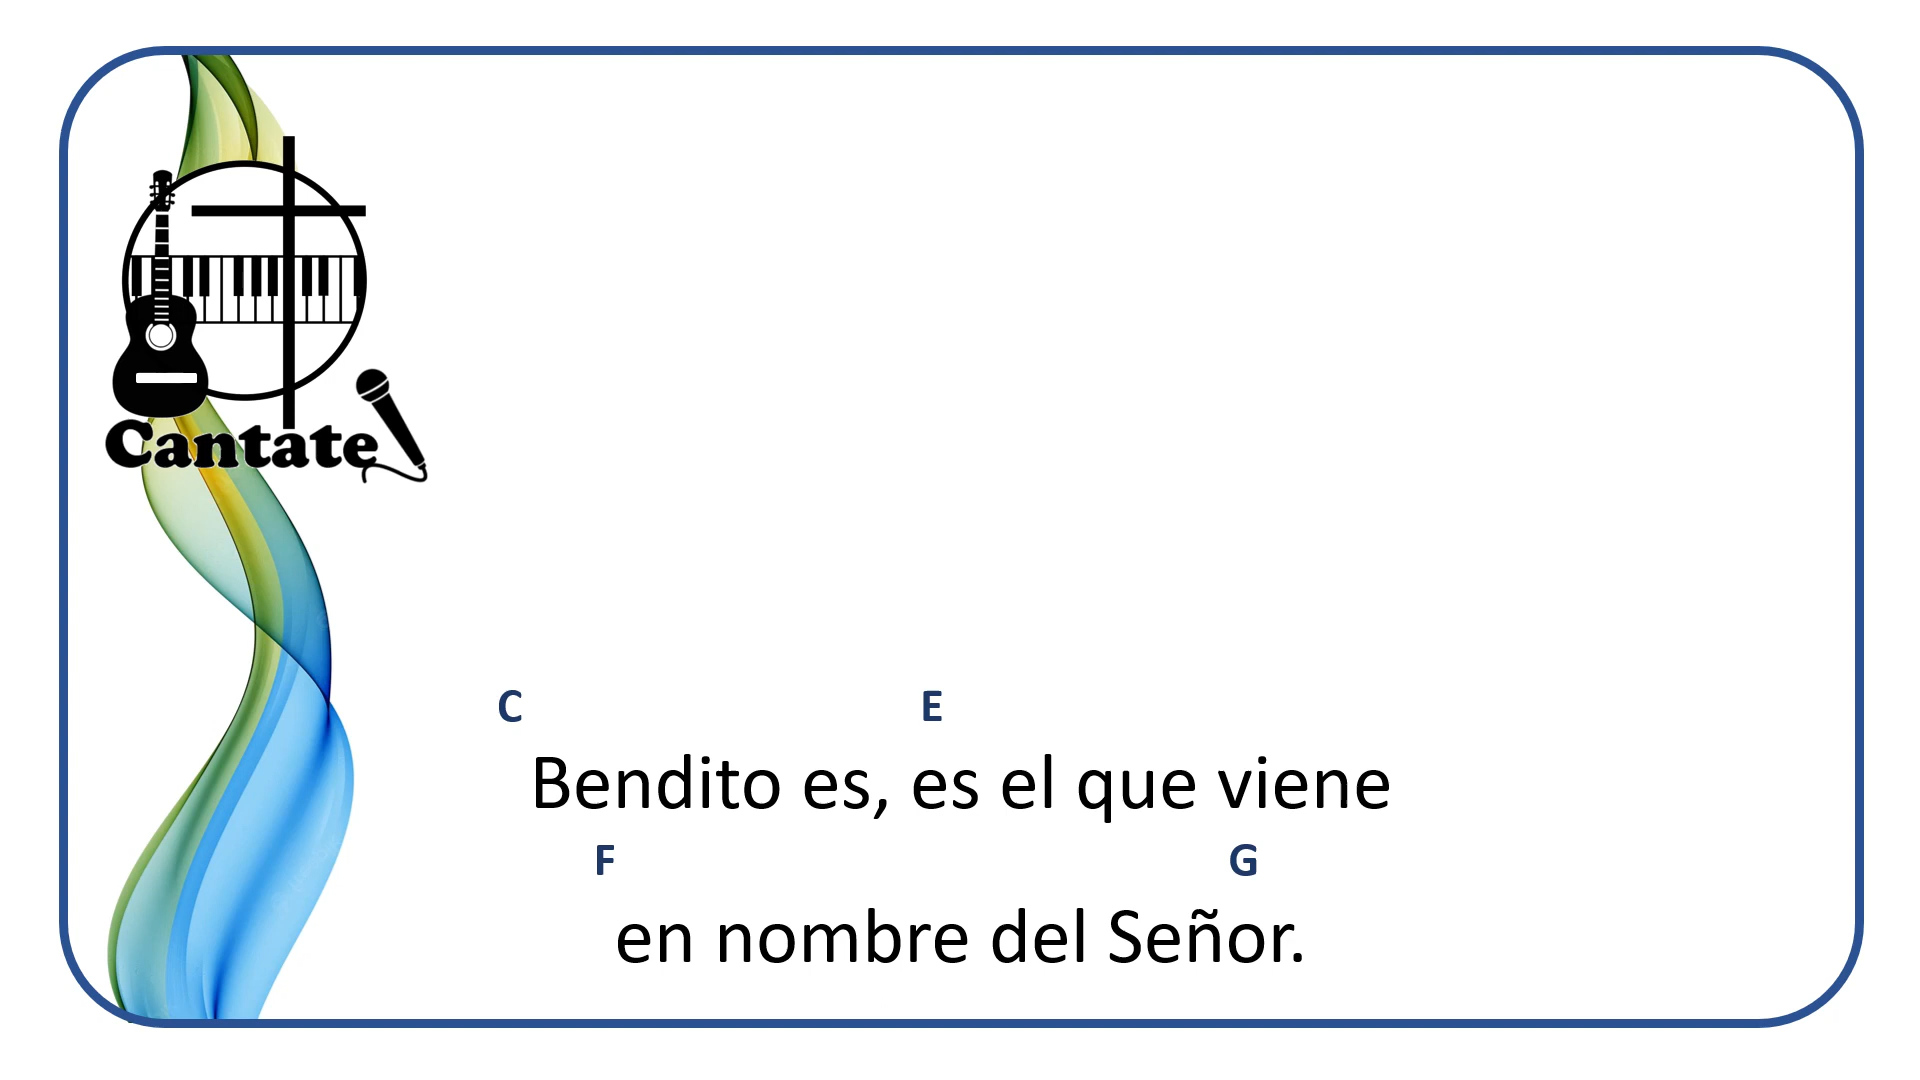 Cantate
C E
Bendito es, es el que viene
F G
en nombre del Señor.